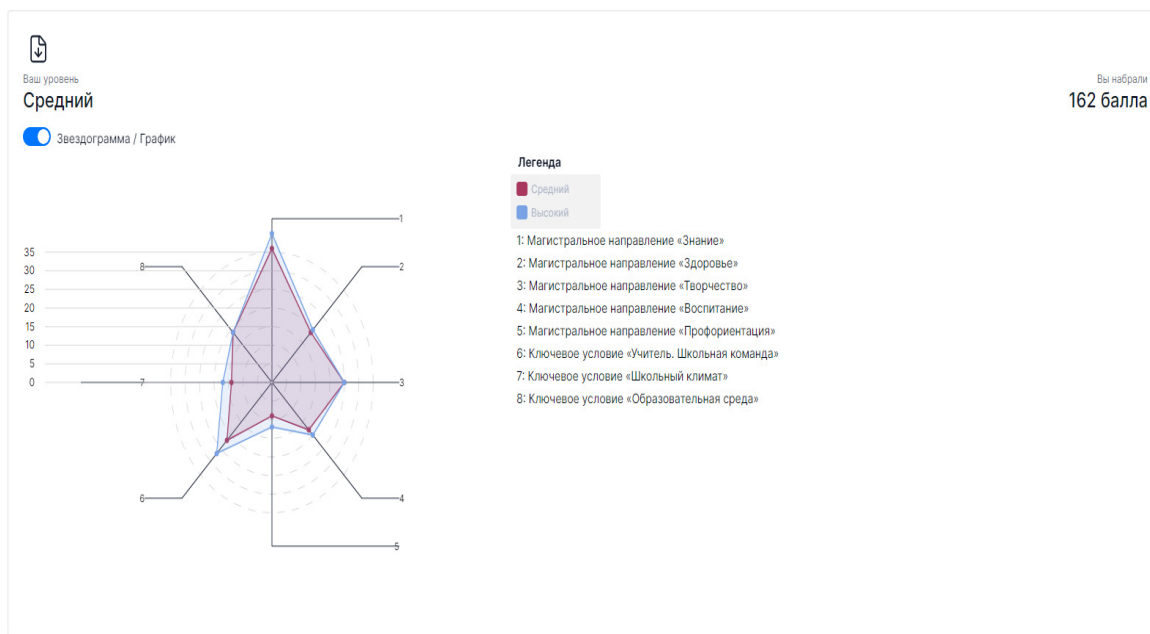 Ваш уровень
Средний
Вы набрали
162 балла
Звездограмма / График
Легенда
Средний
Высокий
1: Магистральное направление «Знание»
2: Магистральное направление «Здоровье»
3: Магистральное направление «Творчество»
4: Магистральное направление «Воспитание»
5: Магистральное направление «Профориентация»
6: Ключевое условие «Учитель. Школьная команда»
7: Ключевое условие «Школьный климат»
8: Ключевое условие «Образовательная среда»
35
30
25
20
15
10
5
0
1
2
3
4
5
6
7
8